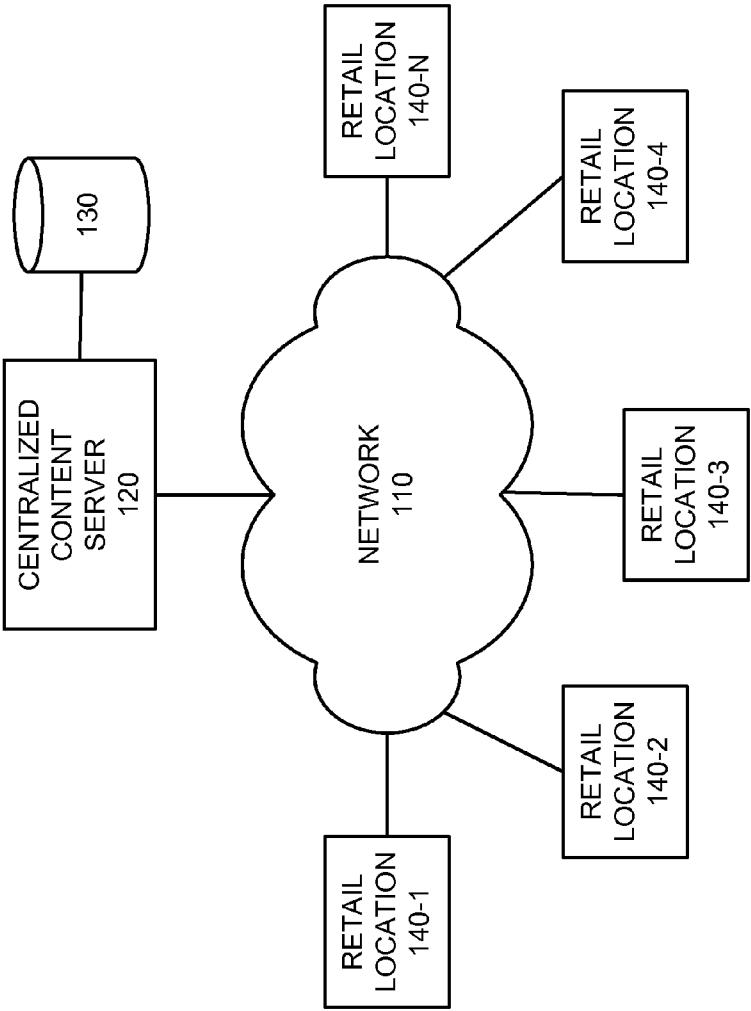 CENTRALIZED
CONTENT
SERVER
120
130
NETWORK
110
RETAIL
LOCATION
140-1
RETAIL
LOCATION
140-2
RETAIL
LOCATION
140-3
RETAIL
LOCATION
140-4
RETAIL
LOCATION
140-N